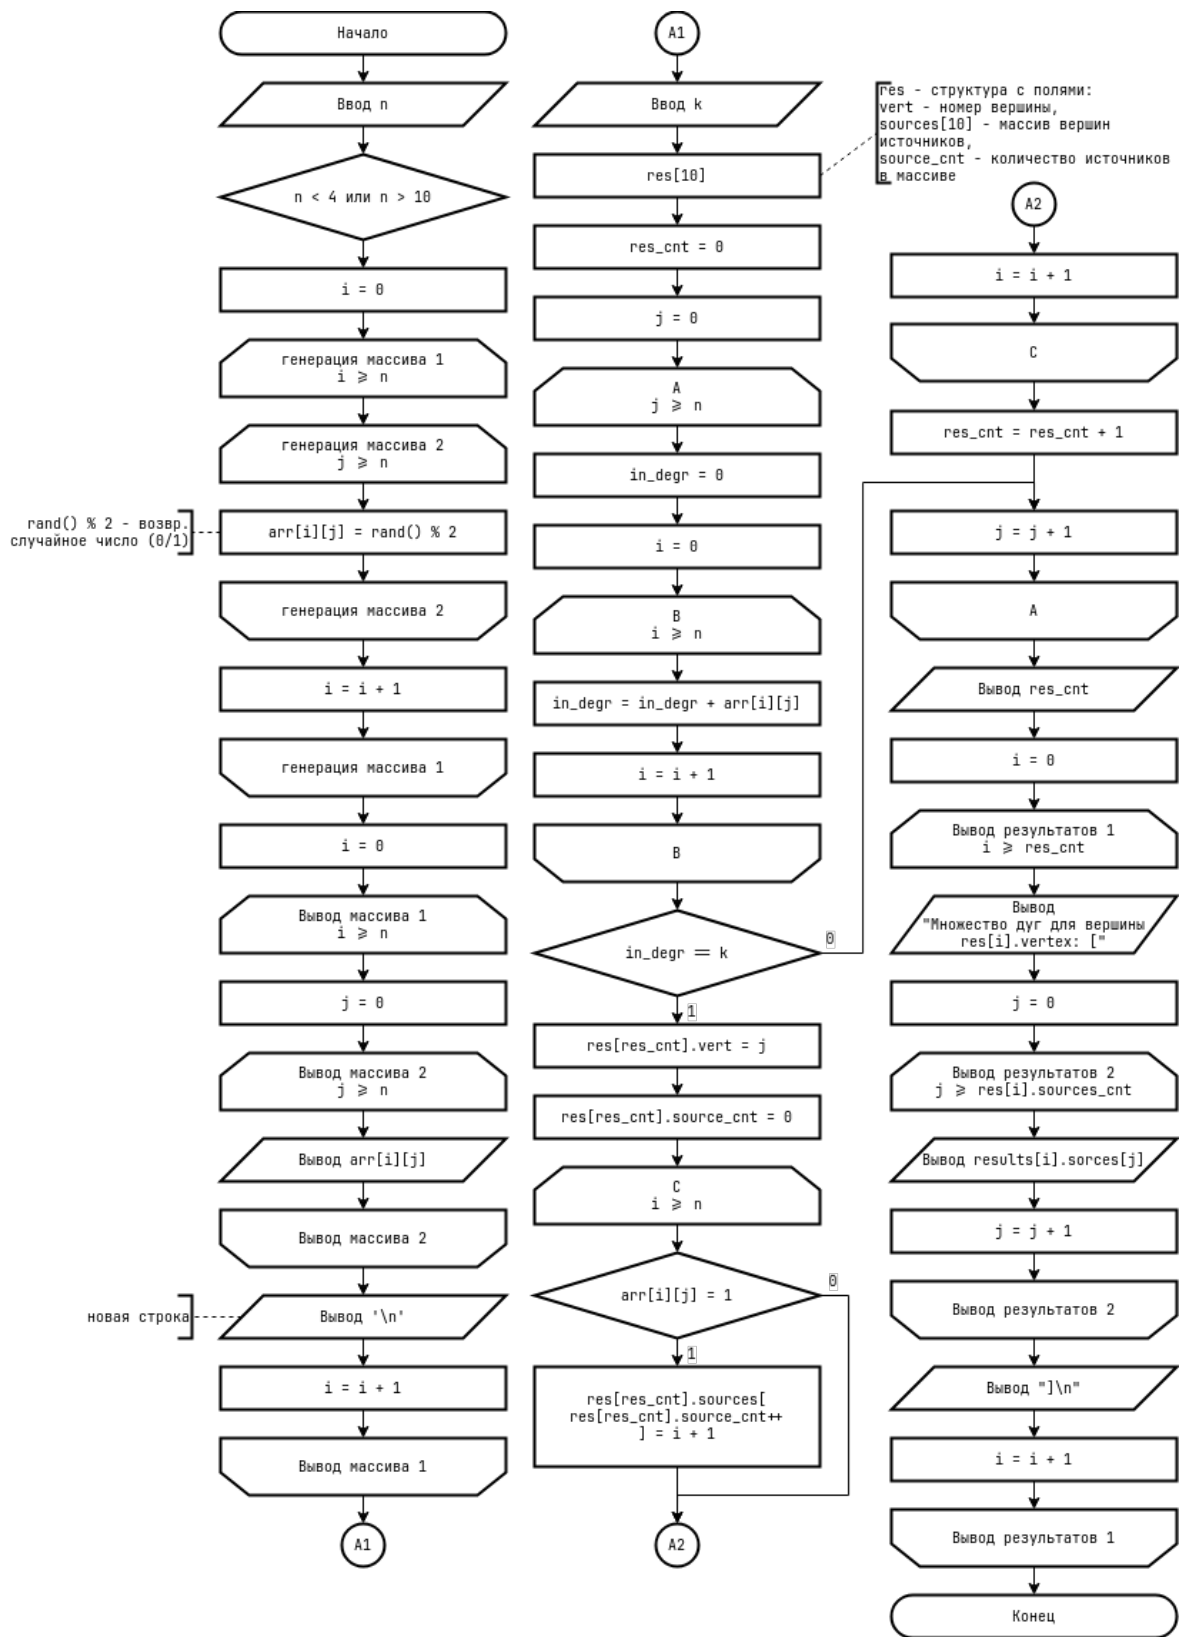 Начало
Ввод n
n < 4 или n > 10
i = 0
генерация массива 1
i ⩾ n
генерация массива 2
j ⩾ n
rand() % 2 - возвр.
случайное число (0/1)
arr[i][j] = rand() % 2
генерация массива 2
i = i + 1
генерация массива 1
i = 0
Вывод массива 1
i ⩾ n
j = 0
Вывод массива 2
j ⩾ n
Вывод arr[i][j]
Вывод массива 2
новая строка
Вывод '\n'
i = i + 1
Вывод массива 1
A1
A1
Ввод k
res[10]
res - структура с полями:
vert - номер вершины,
sources[10] - массив вершин
источников,
source_cnt - количество источников
в массиве
res_cnt = 0
j = 0
A
j ⩾ n
in_degr = 0
i = 0
B
i ⩾ n
in_degr = in_degr + arr[i][j]
i = i + 1
B
in_degr == k
0
1
res[res_cnt].vert = j
res[res_cnt].source_cnt = 0
C
i ⩾ n
arr[i][j] = 1
0
1
res[res_cnt].sources[
res[res_cnt].source_cnt++
] = i + 1
A2
A2
i = i + 1
C
res_cnt = res_cnt + 1
j = j + 1
A
Вывод res_cnt
i = 0
Вывод результатов 1
i ⩾ res_cnt
Вывод
"Множество дуг для вершины
res[i].vertex: ["
j = 0
Вывод результатов 2
j ⩾ res[i].sources_cnt
Вывод results[i].sorces[j]
j = j + 1
Вывод результатов 2
Вывод "]\n"
i = i + 1
Вывод результатов 1
Конец